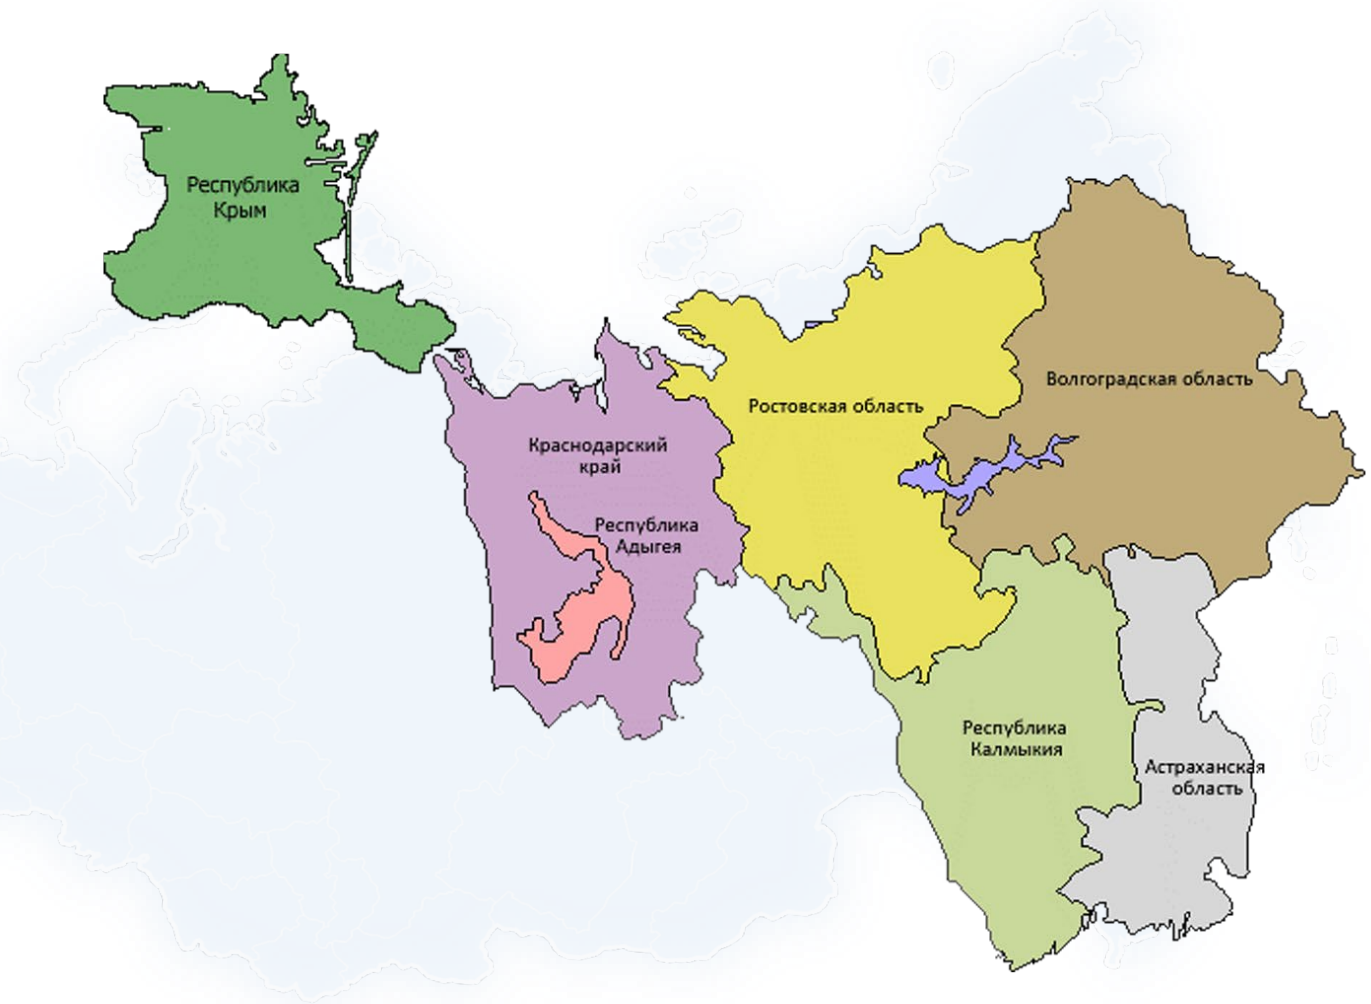 Республика
Крым
Волгоградская область
Ростовская область
Краснодарский
край
Республика
Адыгея
Республика
Калмыкия
Астраханская
область